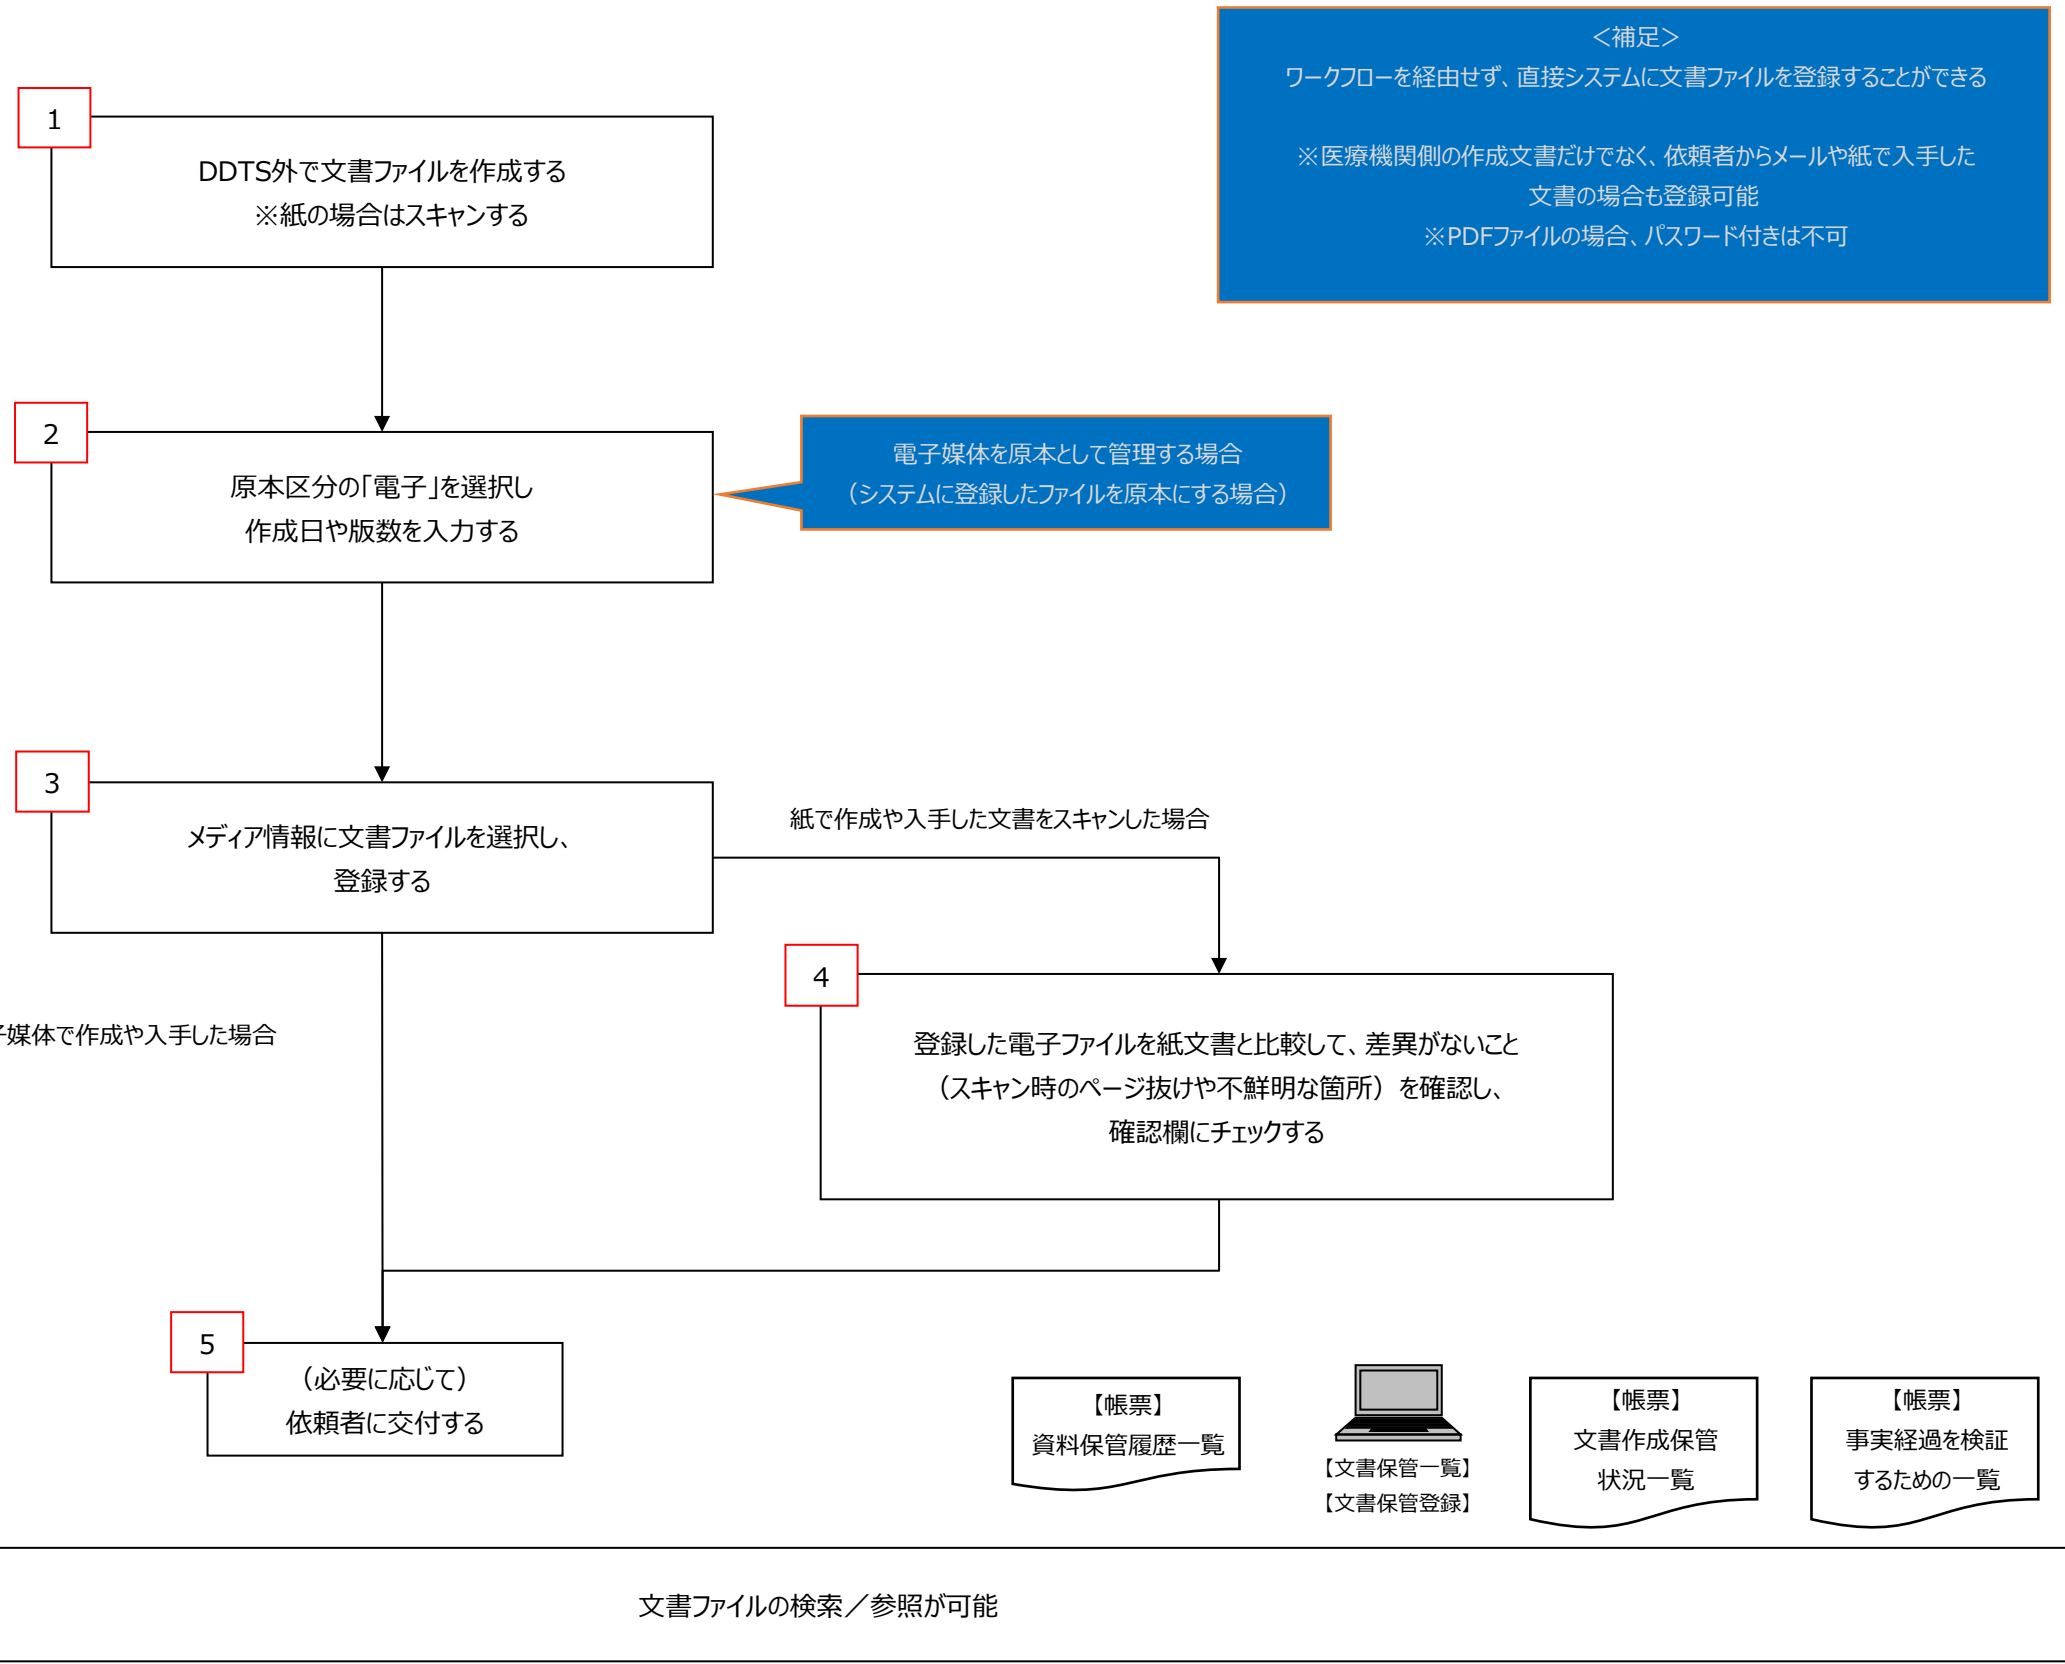 ＜補足＞
ワークフローを経由せず、直接システムに文書ファイルを登録することができる
※医療機関側の作成文書だけでなく、依頼者からメールや紙で入手した
文書の場合も登録可能
※PDFファイルの場合、パスワード付きは不可
1
DDTS外で文書ファイルを作成する
※紙の場合はスキャンする
2
原本区分の「電子」を選択し
作成日や版数を入力する
電子媒体を原本として管理する場合
（システムに登録したファイルを原本にする場合）
3
メディア情報に文書ファイルを選択し、
登録する
紙で作成や入手した文書をスキャンした場合
4
登録した電子ファイルを紙文書と比較して、差異がないこと
（スキャン時のページ抜けや不鮮明な箇所）を確認し、
確認欄にチェックする
媒体で作成や入手した場合
5
（必要に応じて）
依頼者に交付する
【帳票】
資料保管履歴一覧
【文書保管一覧】
【文書保管登録】
【帳票】
文書作成保管
状況一覧
【帳票】
事実経過を検証
するための一覧
文書ファイルの検索／参照が可能